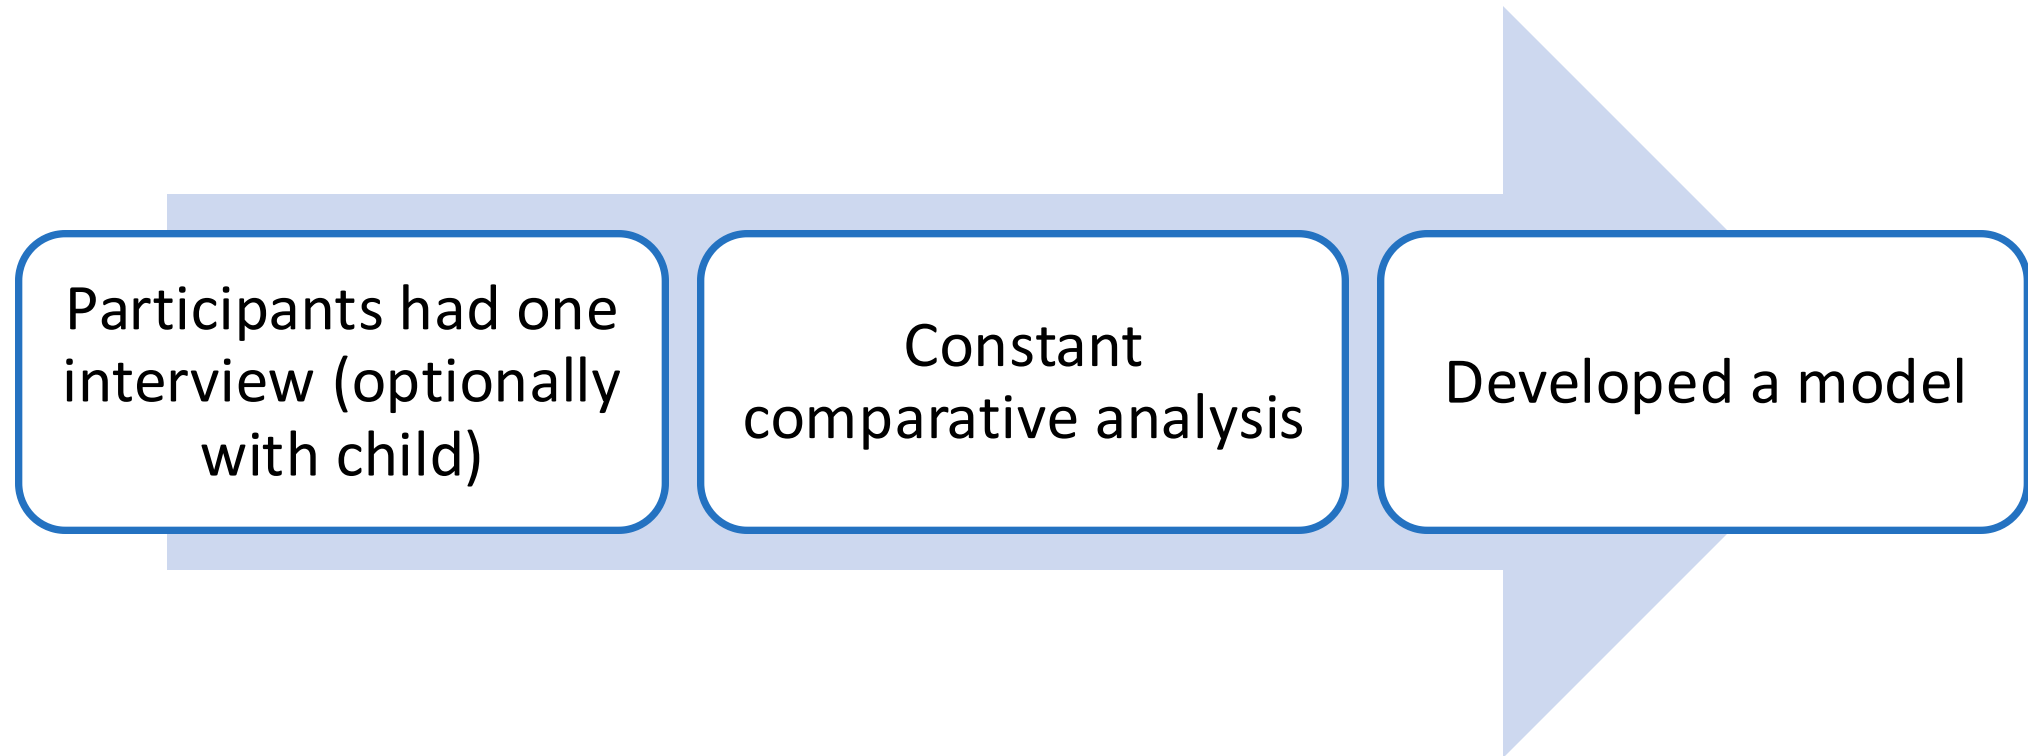 Participants had one
interview (optionally
with child)
Constant
comparative analysis
Developed a model